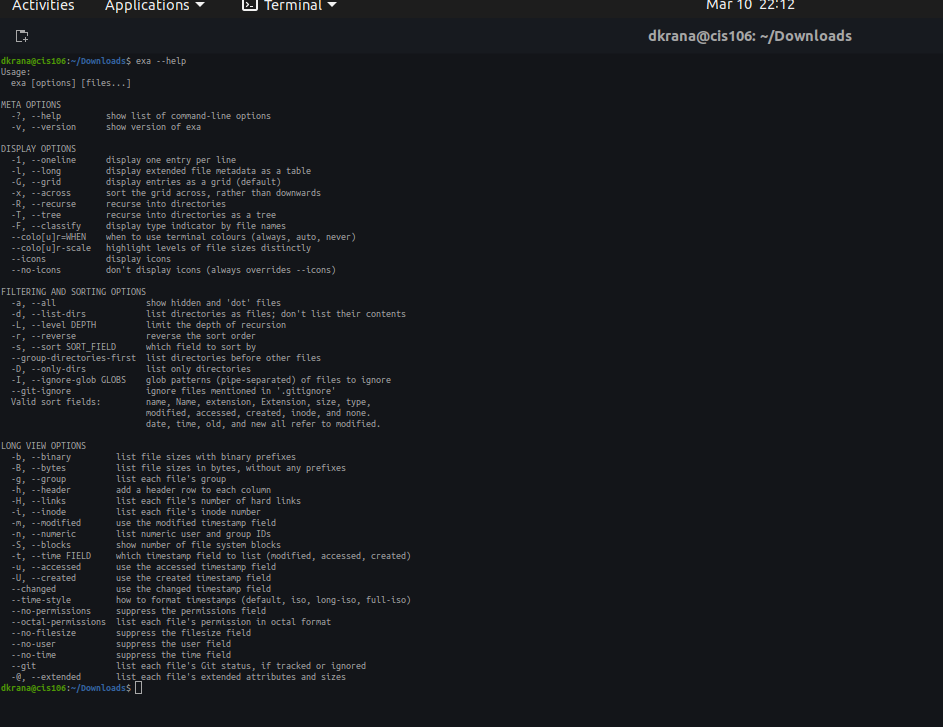 Activities Applications Terminal Mar 10 22:12
dkrana@cis106: ~/Downloads
dkrana@cis106:~/Downloads$ exa --help
Usage:
  exa [options] [files...]

META OPTIONS
  -?, --help         show list of command-line options
  -v, --version      show version of exa

DISPLAY OPTIONS
  -1, --oneline      display one entry per line
  -l, --long         display extended file metadata as a table
  -G, --grid         display entries as a grid (default)
  -x, --across       sort the grid across, rather than downwards
  -R, --recurse      recurse into directories
  -T, --tree         recurse into directories as a tree
  -F, --classify     display type indicator by file names
  --colo[u]r=WHEN    when to use terminal colours (always, auto, never)
  --colo[u]r-scale   highlight levels of file sizes distinctly
  --icons            display icons
  --no-icons         don't display icons (always overrides --icons)

FILTERING AND SORTING OPTIONS
  -a, --all                  show hidden and 'dot' files
  -d, --list-dirs            list directories as files; don't list their contents
  -L, --level DEPTH          limit the depth of recursion
  -r, --reverse              reverse the sort order
  -s, --sort SORT_FIELD      which field to sort by
  --group-directories-first  list directories before other files
  -D, --only-dirs            list only directories
  -I, --ignore-glob GLOBS    glob patterns (pipe-separated) of files to ignore
  --git-ignore               ignore files mentioned in '.gitignore'
  Valid sort fields:         name, Name, extension, Extension, size, type,
                             modified, accessed, created, inode, and none.
                             date, time, old, and new all refer to modified.

LONG VIEW OPTIONS
  -b, --binary         list file sizes with binary prefixes
  -B, --bytes          list file sizes in bytes, without any prefixes
  -g, --group          list each file's group
  -h, --header         add a header row to each column
  -H, --links          list each file's number of hard links
  -i, --inode          list each file's inode number
  -m, --modified       use the modified timestamp field
  -n, --numeric        list numeric user and group IDs
  -S, --blocks         show number of file system blocks
  -t, --time FIELD     which timestamp field to list (modified, accessed, created)
  -u, --accessed       use the accessed timestamp field
  -U, --created        use the created timestamp field
  --changed            use the changed timestamp field
  --time-style         how to format timestamps (default, iso, long-iso, full-iso)
  --no-permissions     suppress the permissions field
  --octal-permissions  list each file's permission in octal format
  --no-filesize        suppress the filesize field
  --no-user            suppress the user field
  --no-time            suppress the time field
  --git                list each file's Git status, if tracked or ignored
  -@, --extended       list each file's extended attributes and sizes
dkrana@cis106:~/Downloads$